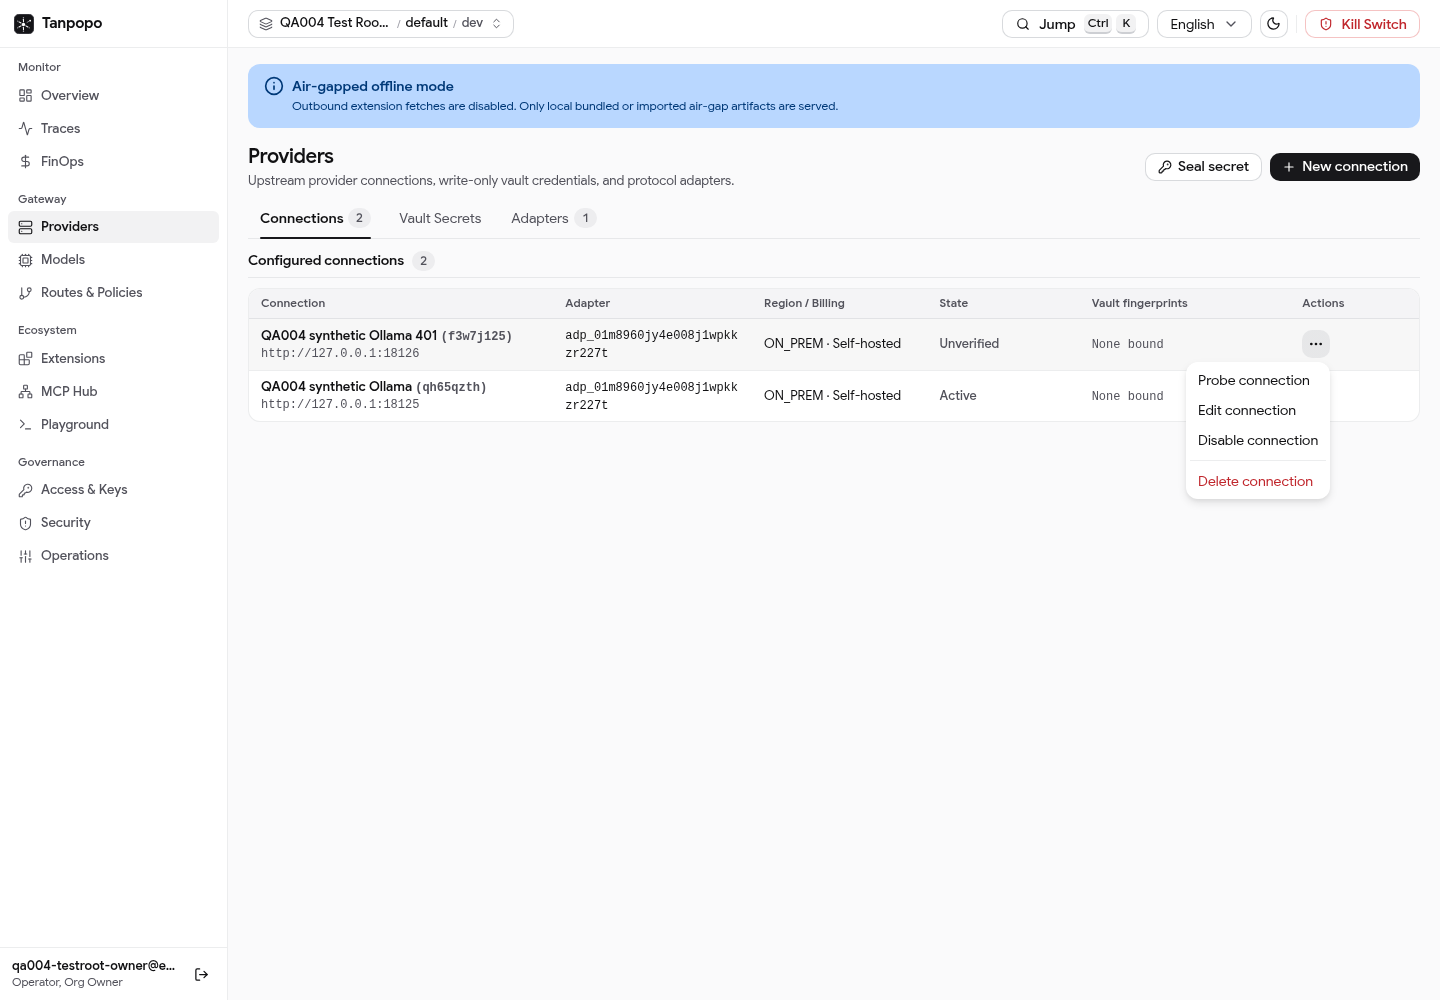 Tanpopo
QA004 Test Roo... / default / dev
Jump Ctrl K
English
Kill Switch
Monitor
Overview
Traces
FinOps
Gateway
Providers
Models
Routes & Policies
Ecosystem
Extensions
MCP Hub
Playground
Governance
Access & Keys
Security
Operations
qa004-testroot-owner@e...
Operator, Org Owner
Air-gapped offline mode
Outbound extension fetches are disabled. Only local bundled or imported air-gap artifacts are served.
Providers
Upstream provider connections, write-only vault credentials, and protocol adapters.
Seal secret
New connection
Connections 2
Vault Secrets
Adapters 1
Configured connections 2
Connection Adapter Region / Billing State Vault fingerprints Actions
QA004 synthetic Ollama 401 (f3w7j125)
http://127.0.0.1:18126
adp_01m8960jy4e008j1wpkk
zr227t
ON_PREM · Self-hosted
Unverified
None bound
QA004 synthetic Ollama (qh65qzth)
http://127.0.0.1:18125
adp_01m8960jy4e008j1wpkk
zr227t
ON_PREM · Self-hosted
Active
None bound
Probe connection
Edit connection
Disable connection
Delete connection